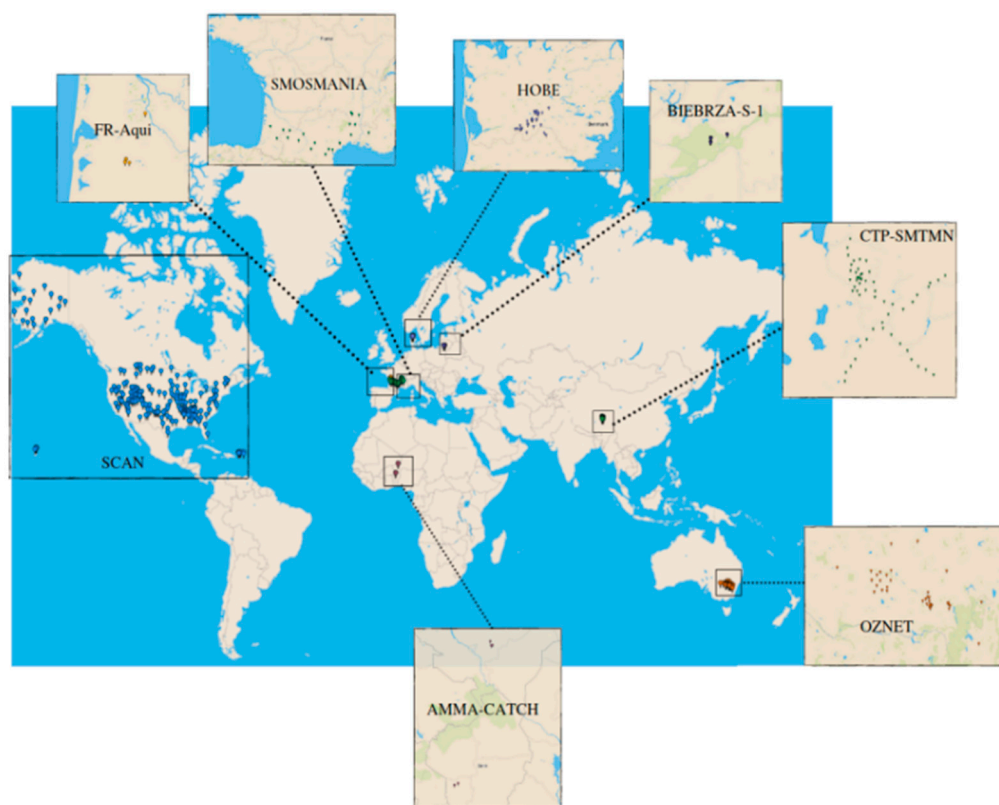 SMOSMANIA
HOBE
BIEBRZA-S-1
FR-Aqui
CTP-SMTMN
SCAN
OZNET
AMMA-CATCH